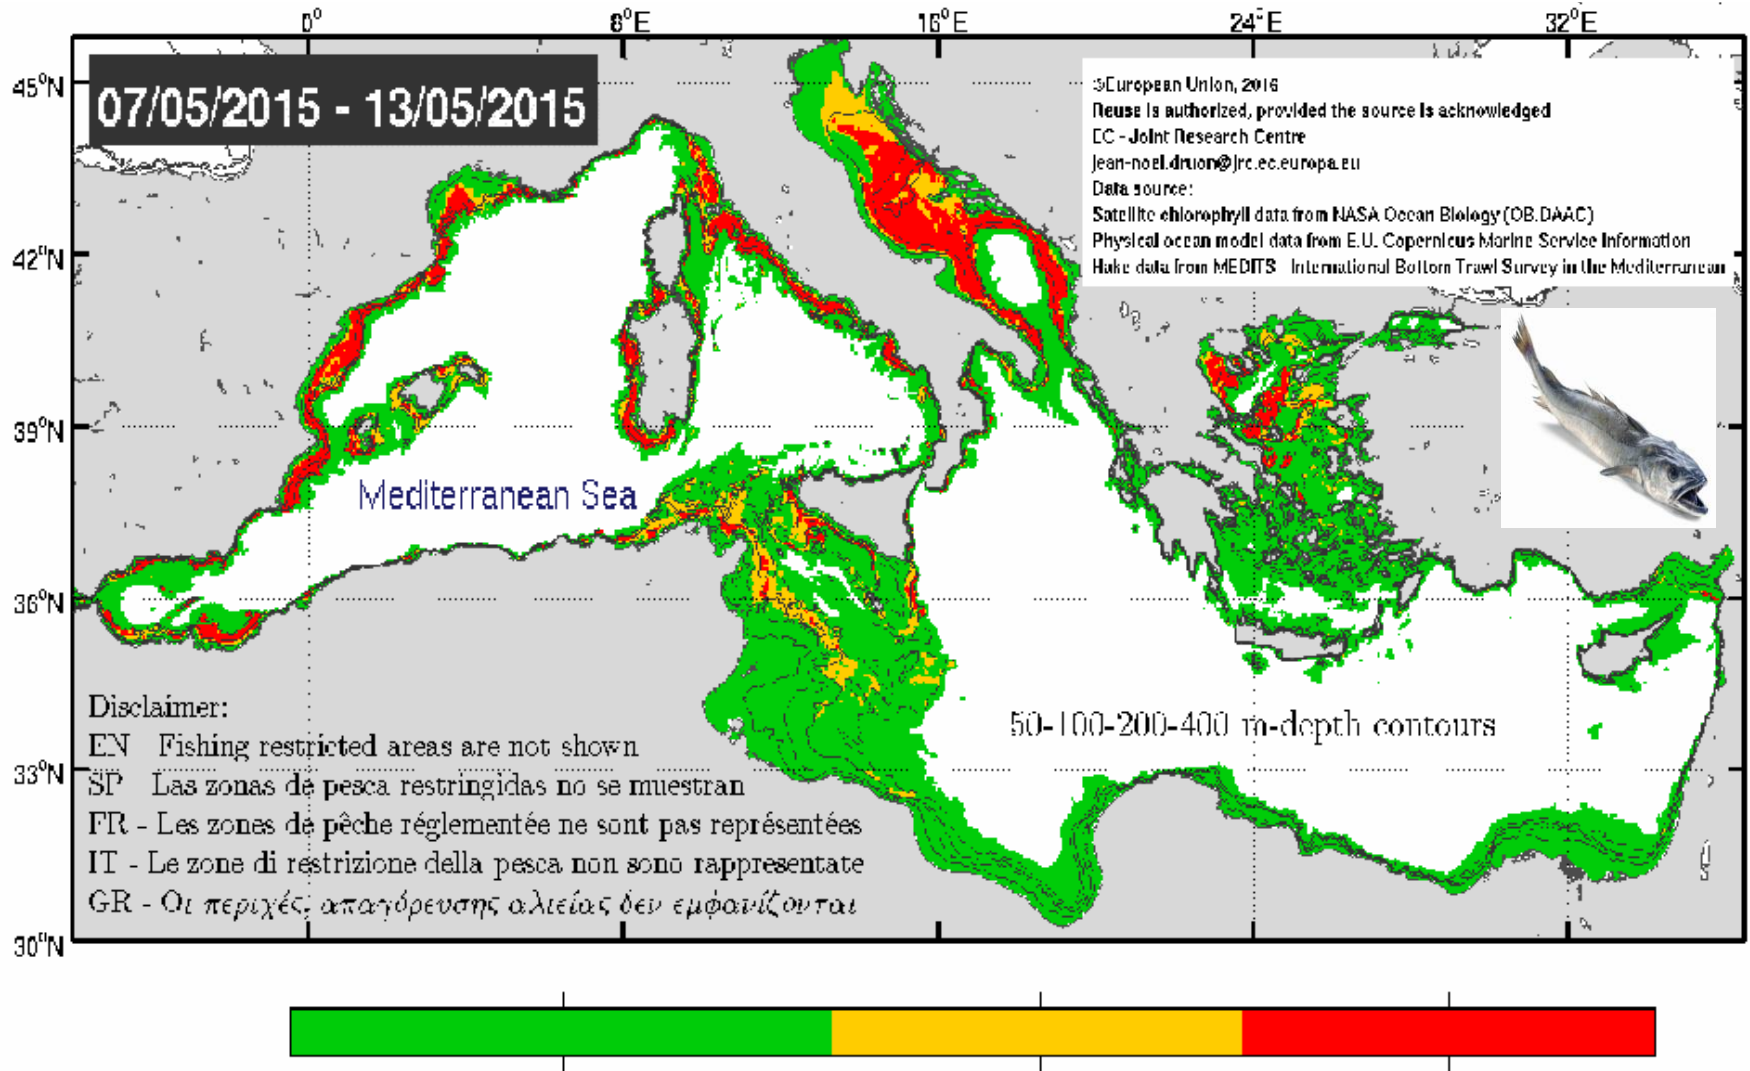 0° 8°E 16°E 24°E 32°E
45°N
42°N
39°N
36°N
33°N
30°N
07/05/2015 - 13/05/2015
©European Union, 2016
Reuse is authorized, provided the source is acknowledged
EC - Joint Research Centre
jean-noel.druon@jrc.ec.europa.eu
Data source:
Satellite chlorophyll data from NASA Ocean Biology (OB.DAAC)
Physical ocean model data from E.U. Copernicus Marine Service Information
Hake data from MEDITS - International Bottom Trawl Survey in the Mediterranean
Mediterranean Sea
50-100-200-400 m-depth contours
Disclaimer:
EN - Fishing restricted areas are not shown
SP - Las zonas de pesca restringidas no se muestran
FR - Les zones de pêche réglementée ne sont pas représentées
IT - Le zone di restrizione della pesca non sono rappresentate
GR - Οι περιχές, απαγόρευσης αλιείας δεν εμφανίζονται